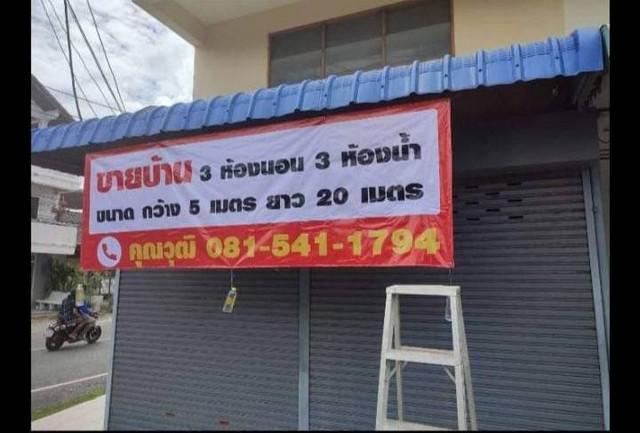 ขายบ้าน 3 ห้องนอน 3 ห้องน้ำ
ขนาด กว้าง 5 เมตร ยาว 20 เมตร
คุณวุฒิ 081-541-1794